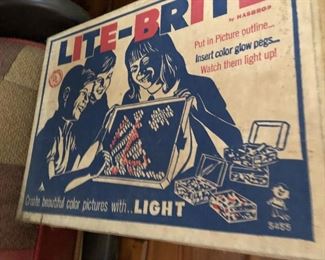 LITE-BRITE
by HASBRO
Put in Picture outline...
Insert color glow pegs...
Watch them light up!
Create beautiful color pictures with..LIGHT
5455